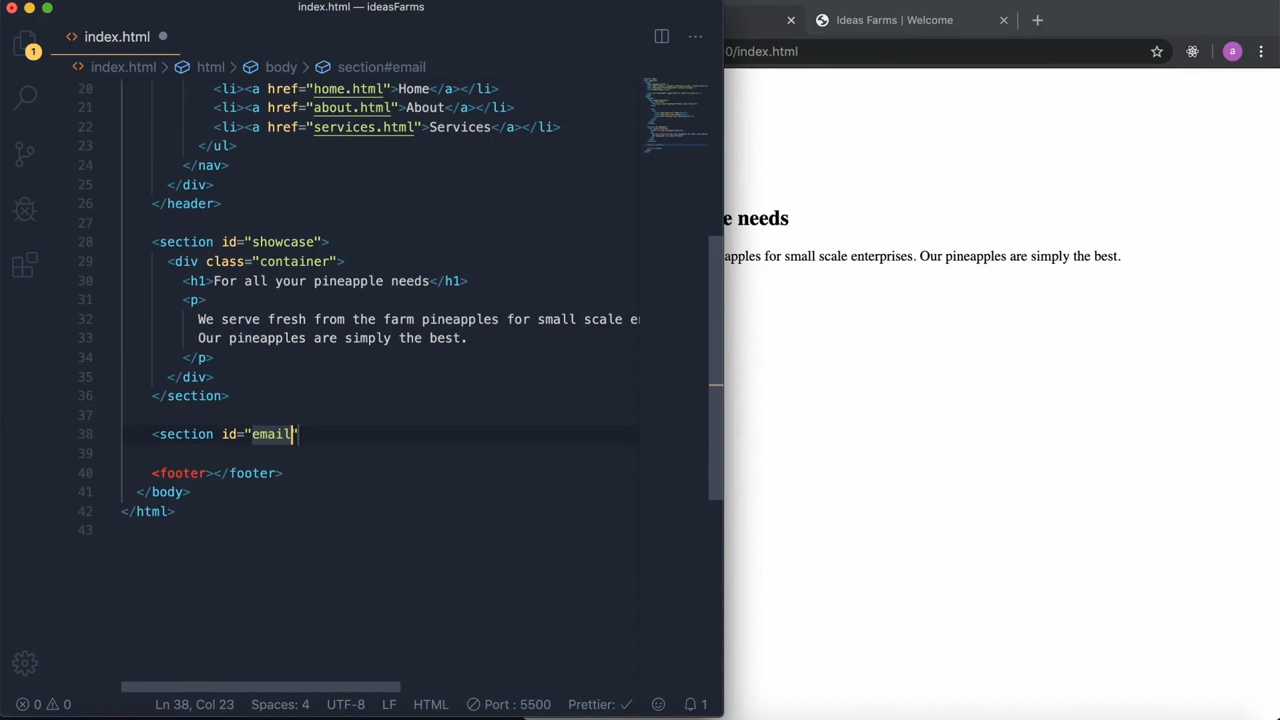 index.html — ideasFarms
<> index.html
Ideas Farms | Welcome
0/index.html
a
1
index.html > html > body > section#email
20 <li><a href="home.html">Home</a></li>
21 <li><a href="about.html">About</a></li>
22 <li><a href="services.html">Services</a></li>
23 </ul>
24 </nav>
25 </div>
26 </header>
27
28 <section id="showcase">
29 <div class="container">
30 <h1>For all your pineapple needs</h1>
31 <p>
32 We serve fresh from the farm pineapples for small scale e
33 Our pineapples are simply the best.
34 </p>
35 </div>
36 </section>
37
38 <section id="email"
39
40 <footer></footer>
41 </body>
42 </html>
43
e needs
apples for small scale enterprises. Our pineapples are simply the best.
0 0 Ln 38, Col 23 Spaces: 4 UTF-8 LF HTML Port : 5500 Prettier: ✓ 1